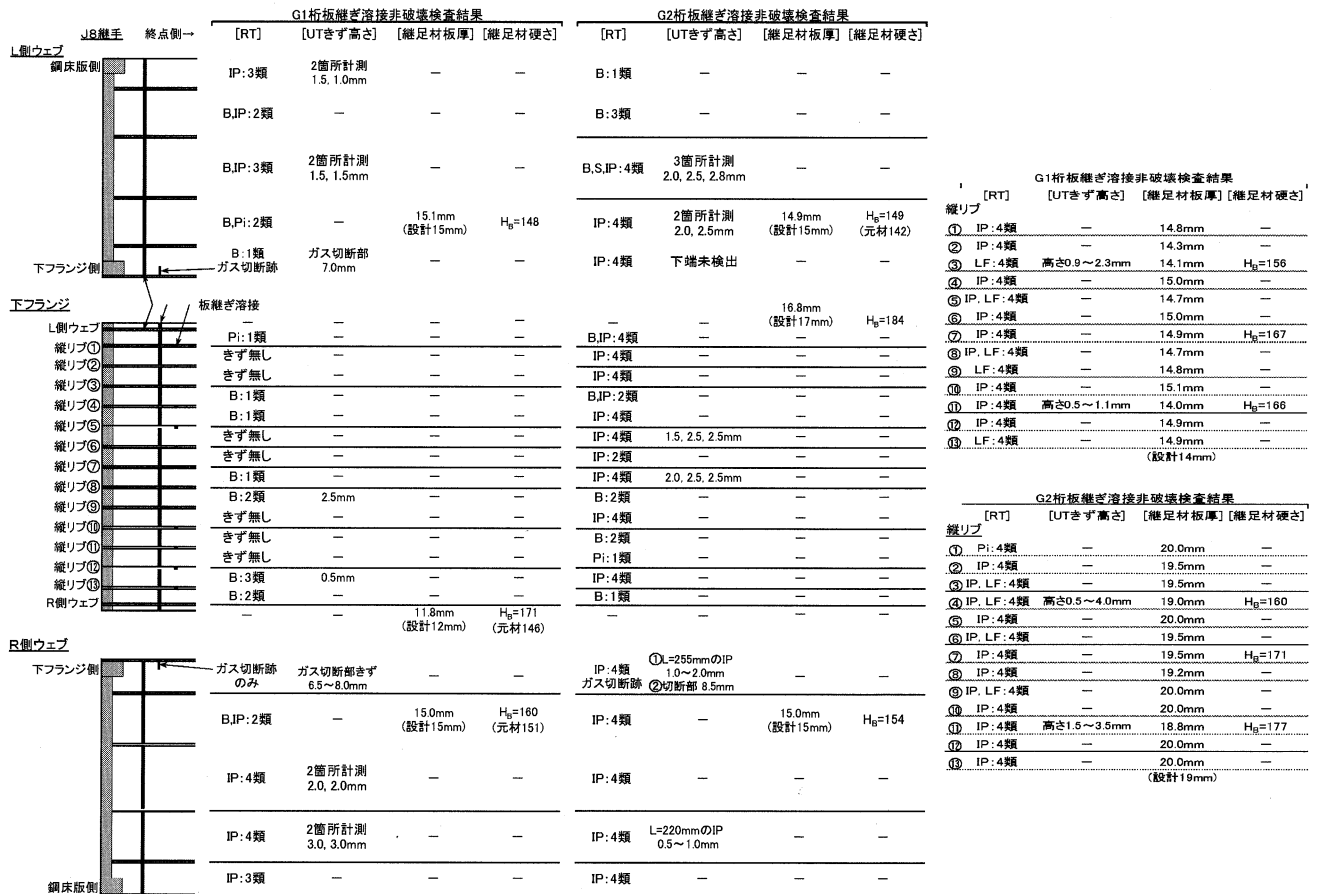 G1桁板継ぎ溶接非破壊検査結果 G2桁板継ぎ溶接非破壊検査結果
J8継手 終点側→ [RT] [UTきず高さ] [継足材板厚] [継足材硬さ] [RT] [UTきず高さ] [継足材板厚] [継足材硬さ]
L側ウェブ
鋼床版側 IP:3類 2箇所計測 1.5, 1.0mm — — B:1類 — — —
B,IP:2類 — — — B:3類 — — —
B,IP:3類 2箇所計測 1.5, 1.5mm — — B,S,IP:4類 3箇所計測 2.0, 2.5, 2.8mm — —
B,Pi:2類 — 15.1mm (設計15mm) HB=148 IP:4類 2箇所計測 2.0, 2.5mm 14.9mm (設計15mm) HB=149 (元材142)
下フランジ側 B:1類 ガス切断跡 ガス切断部 7.0mm — — IP:4類 下端未検出 — —
下フランジ 板継ぎ溶接
L側ウェブ — — — — — — 16.8mm (設計17mm) HB=184
Pi:1類 — — — B,IP:4類 — — —
縦リブ① きず無し — — — IP:4類 — — —
縦リブ② きず無し — — — IP:4類 — — —
縦リブ③ B:1類 — — — B,IP:2類 — — —
縦リブ④ B:1類 — — — IP:4類 — — —
縦リブ⑤ きず無し — — — IP:4類 1.5, 2.5, 2.5mm — —
縦リブ⑥ きず無し — — — IP:2類 — — —
縦リブ⑦ B:1類 — — — IP:4類 2.0, 2.5, 2.5mm — —
縦リブ⑧ B:2類 2.5mm — — B:2類 — — —
縦リブ⑨ きず無し — — — IP:4類 — — —
縦リブ⑩ きず無し — — — B:2類 — — —
縦リブ⑪ きず無し — — — Pi:1類 — — —
縦リブ⑫ B:3類 0.5mm — — IP:4類 — — —
縦リブ⑬ B:2類 — — — B:1類 — — —
R側ウェブ — — 11.8mm (設計12mm) HB=171 (元材146) — — — —
R側ウェブ
下フランジ側 ガス切断跡のみ ガス切断部きず 6.5～8.0mm — — IP:4類 ガス切断跡 ①L=255mmのIP 1.0～2.0mm ②切断部 8.5mm — —
B,IP:2類 — 15.0mm (設計15mm) HB=160 (元材151) IP:4類 — 15.0mm (設計15mm) HB=154
IP:4類 2箇所計測 2.0, 2.0mm — — IP:4類 — — —
IP:4類 2箇所計測 3.0, 3.0mm — — IP:4類 L=220mmのIP 0.5～1.0mm — —
鋼床版側 IP:3類 — — — IP:4類 — — —
G1桁板継ぎ溶接非破壊検査結果
[RT] [UTきず高さ] [継足材板厚] [継足材硬さ]
縦リブ
① IP:4類 — 14.8mm —
② IP:4類 — 14.3mm —
③ LF:4類 高さ0.9～2.3mm 14.1mm HB=156
④ IP:4類 — 15.0mm —
⑤ IP, LF:4類 — 14.7mm —
⑥ IP:4類 — 15.0mm —
⑦ IP:4類 — 14.9mm HB=167
⑧ IP, LF:4類 — 14.7mm —
⑨ LF:4類 — 14.8mm —
⑩ IP:4類 — 15.1mm —
⑪ IP:4類 高さ0.5～1.1mm 14.0mm HB=166
⑫ IP:4類 — 14.9mm —
⑬ LF:4類 — 14.9mm —
(設計14mm)
G2桁板継ぎ溶接非破壊検査結果
[RT] [UTきず高さ] [継足材板厚] [継足材硬さ]
縦リブ
① Pi:4類 — 20.0mm —
② IP:4類 — 19.5mm —
③ IP, LF:4類 — 19.5mm —
④ IP, LF:4類 高さ0.5～4.0mm 19.0mm HB=160
⑤ IP:4類 — 20.0mm —
⑥ IP, LF:4類 — 19.5mm —
⑦ IP:4類 — 19.5mm HB=171
⑧ IP:4類 — 19.2mm —
⑨ IP, LF:4類 — 20.0mm —
⑩ IP:4類 — 20.0mm —
⑪ IP:4類 高さ1.5～3.5mm 18.8mm HB=177
⑫ IP:4類 — 20.0mm —
⑬ IP:4類 — 20.0mm —
(設計19mm)